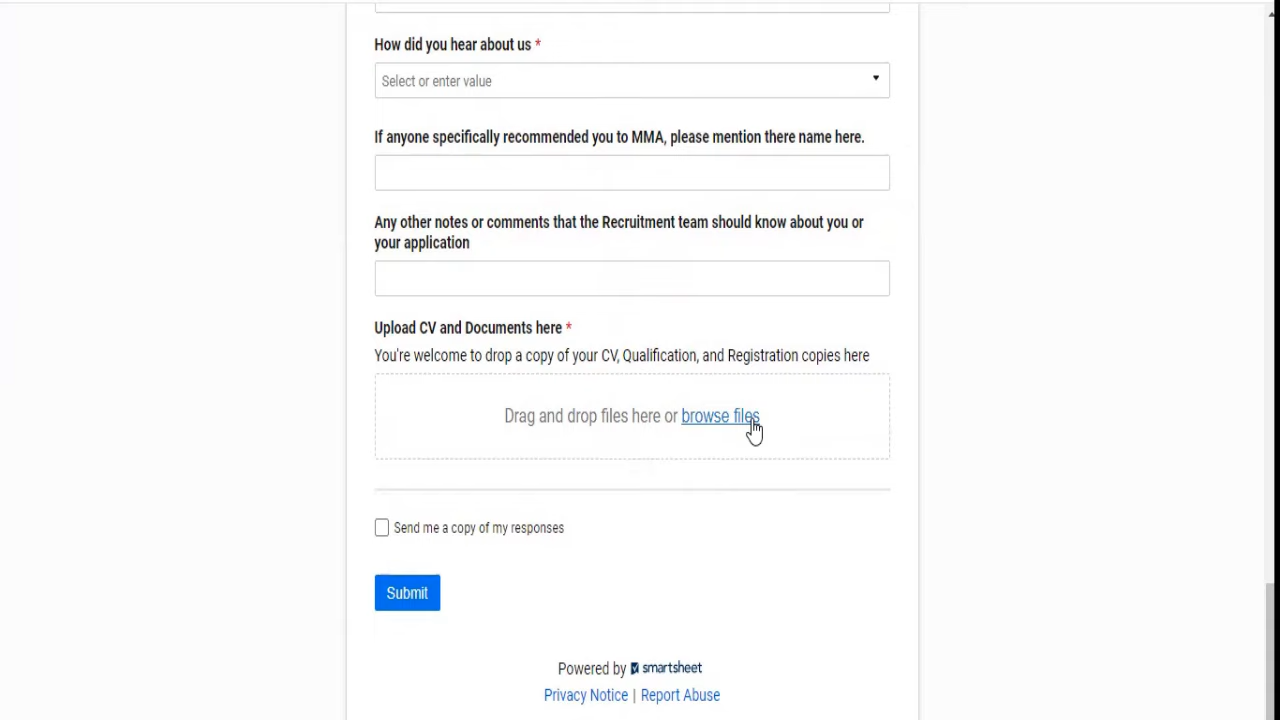 How did you hear about us *
Select or enter value
If anyone specifically recommended you to MMA, please mention there name here.
Any other notes or comments that the Recruitment team should know about you or
your application
Upload CV and Documents here *
You're welcome to drop a copy of your CV, Qualification, and Registration copies here
Drag and drop files here or browse files
Send me a copy of my responses
Submit
Powered by smartsheet
Privacy Notice | Report Abuse